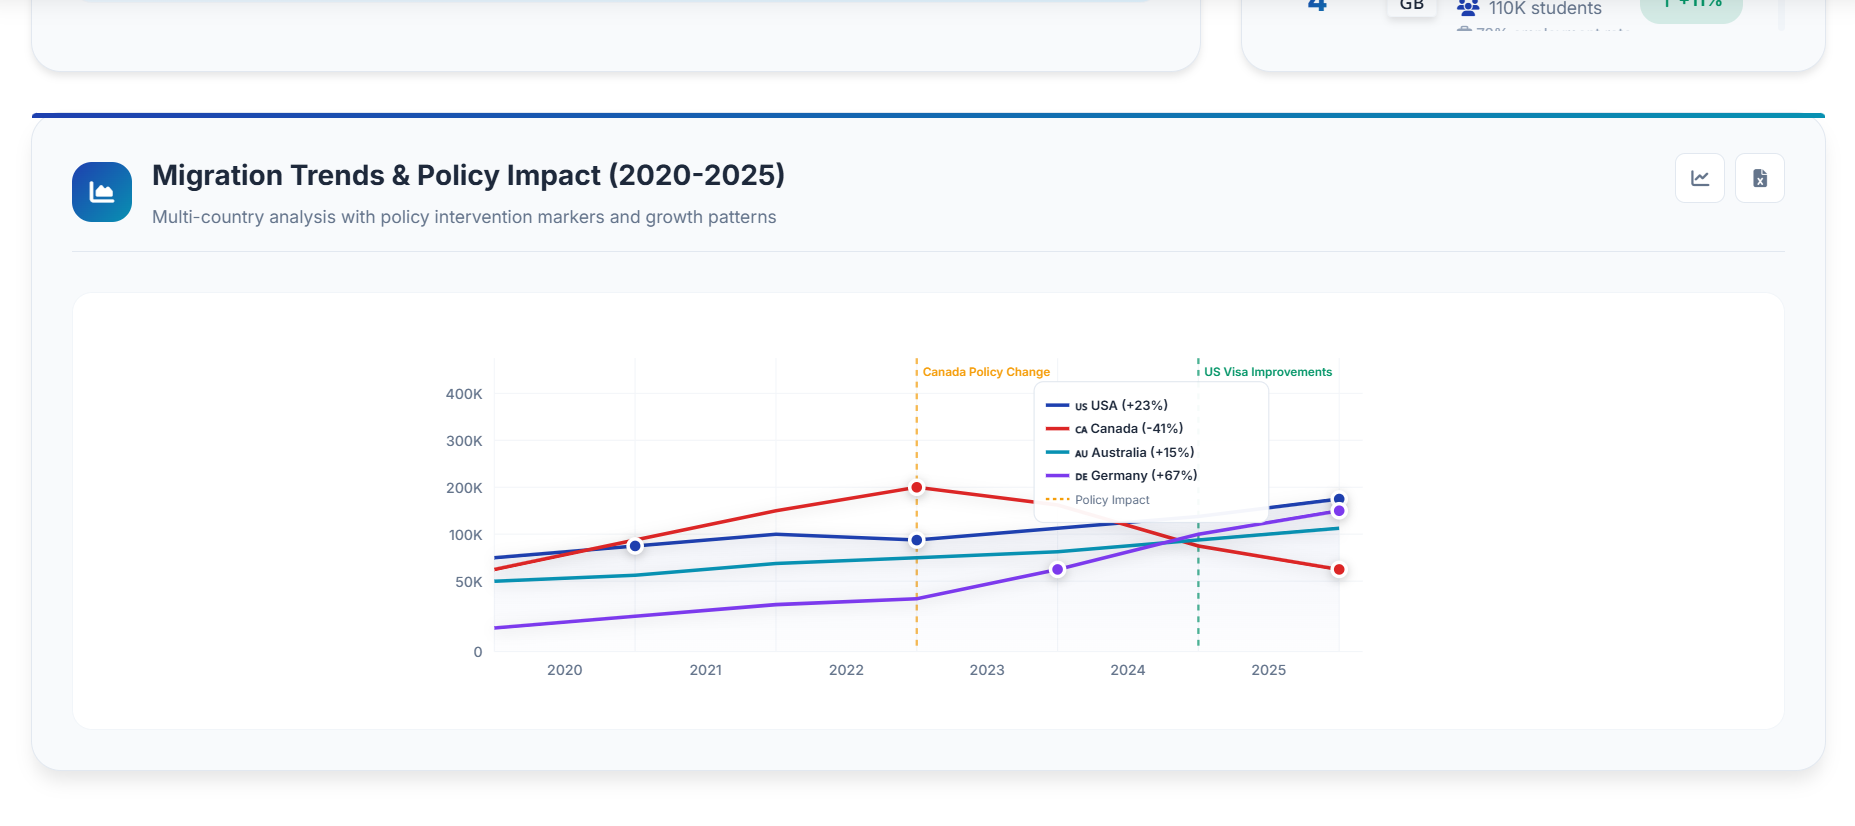 4
GB
110K students
↑ +11%
Migration Trends & Policy Impact (2020-2025)
Multi-country analysis with policy intervention markers and growth patterns
Canada Policy Change
US Visa Improvements
US USA (+23%)
CA Canada (-41%)
AU Australia (+15%)
DE Germany (+67%)
Policy Impact
400K
300K
200K
100K
50K
0
2020
2021
2022
2023
2024
2025